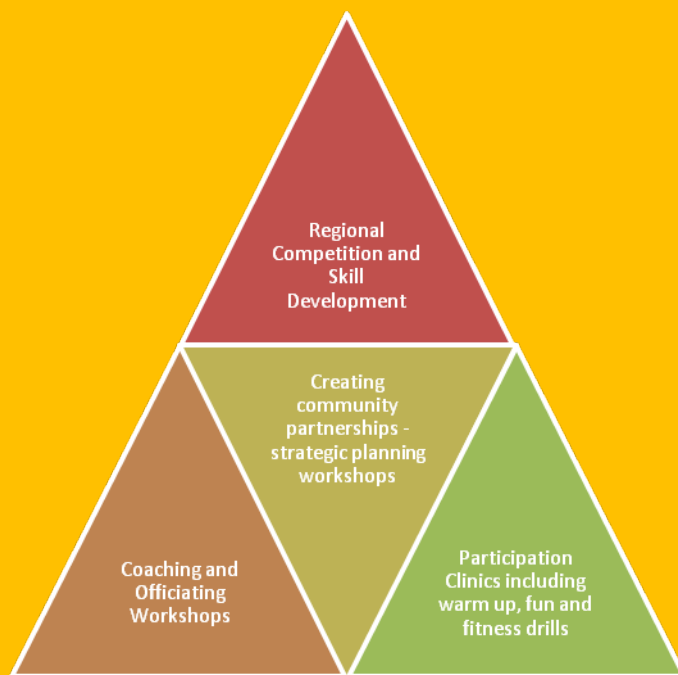 Regional
Competition and
Skill
Development
Creating
community
partnerships -
strategic planning
workshops
Coaching and
Officiating
Workshops
Participation
Clinics including
warm up, fun and
fitness drills